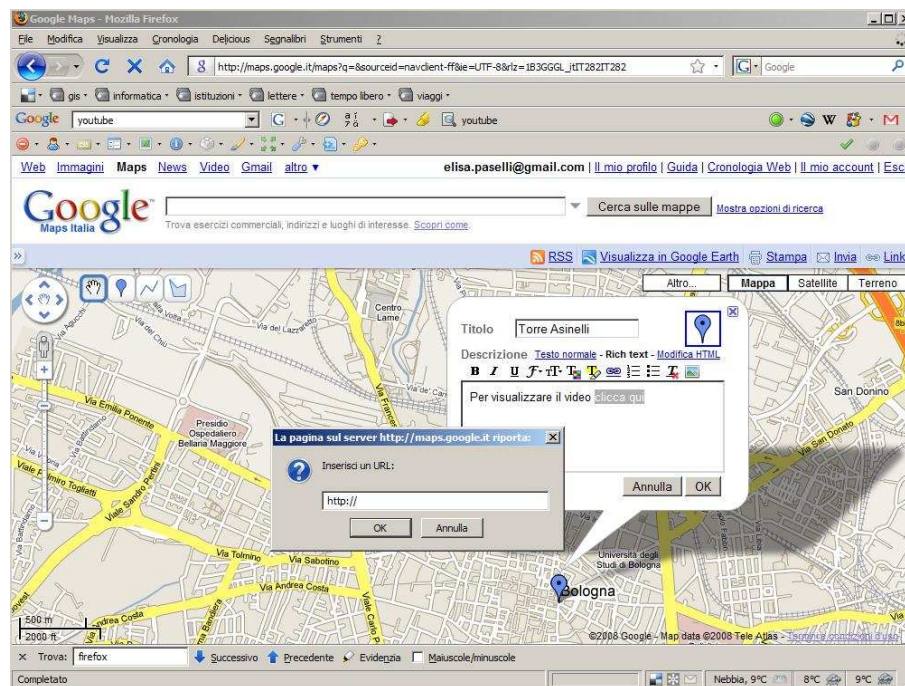 Google Maps - Mozilla Firefox
File Modifica Visualizza Cronologia Delicious Segnalibri Strumenti ?
http://maps.google.it/maps?q=&sourceid=navclient-ff&ie=UTF-8&rlz=1B3GGGL_itIT282IT282 G Google
gis informatica istituzioni lettere tempo libero viaggi
Google youtube G youtube W M
Web Immagini Maps News Video Gmail altro ▼ elisa.paselli@gmail.com | Il mio profilo | Guida | Cronologia Web | Il mio account | Esc
Google Maps Italia Cerca sulle mappe Mostra opzioni di ricerca
Trova esercizi commerciali, indirizzi e luoghi di interesse. Scopri come.
» RSS Visualizza in Google Earth Stampa Invia Link
Altro... Mappa Satellite Terreno
Centro Lame
Via del Lazzaretto
Titolo Torre Asinelli
Descrizione Testo normale - Rich text - Modifica HTML
B I U
Per visualizzare il video clicca qui
San Donino
Via Emilia Ponente
Presidio Ospedaliero Bellaria Maggiore
La pagina sul server http://maps.google.it riporta:
Inserisci un URL:
http://
OK Annulla
Annulla OK
Via San Donato
Via Tolmino Via Sabotino
Università degli Studi di Bologna
Via Andrea Costa
Bologna
500 m
2000 ft
©2008 Google - Map data ©2008 Tele Atlas - Termini e condizioni d'uso
Trova: firefox Successivo Precedente Evidenzia Maiuscole/minuscole
Completato Nebbia, 9°C 8°C 9°C